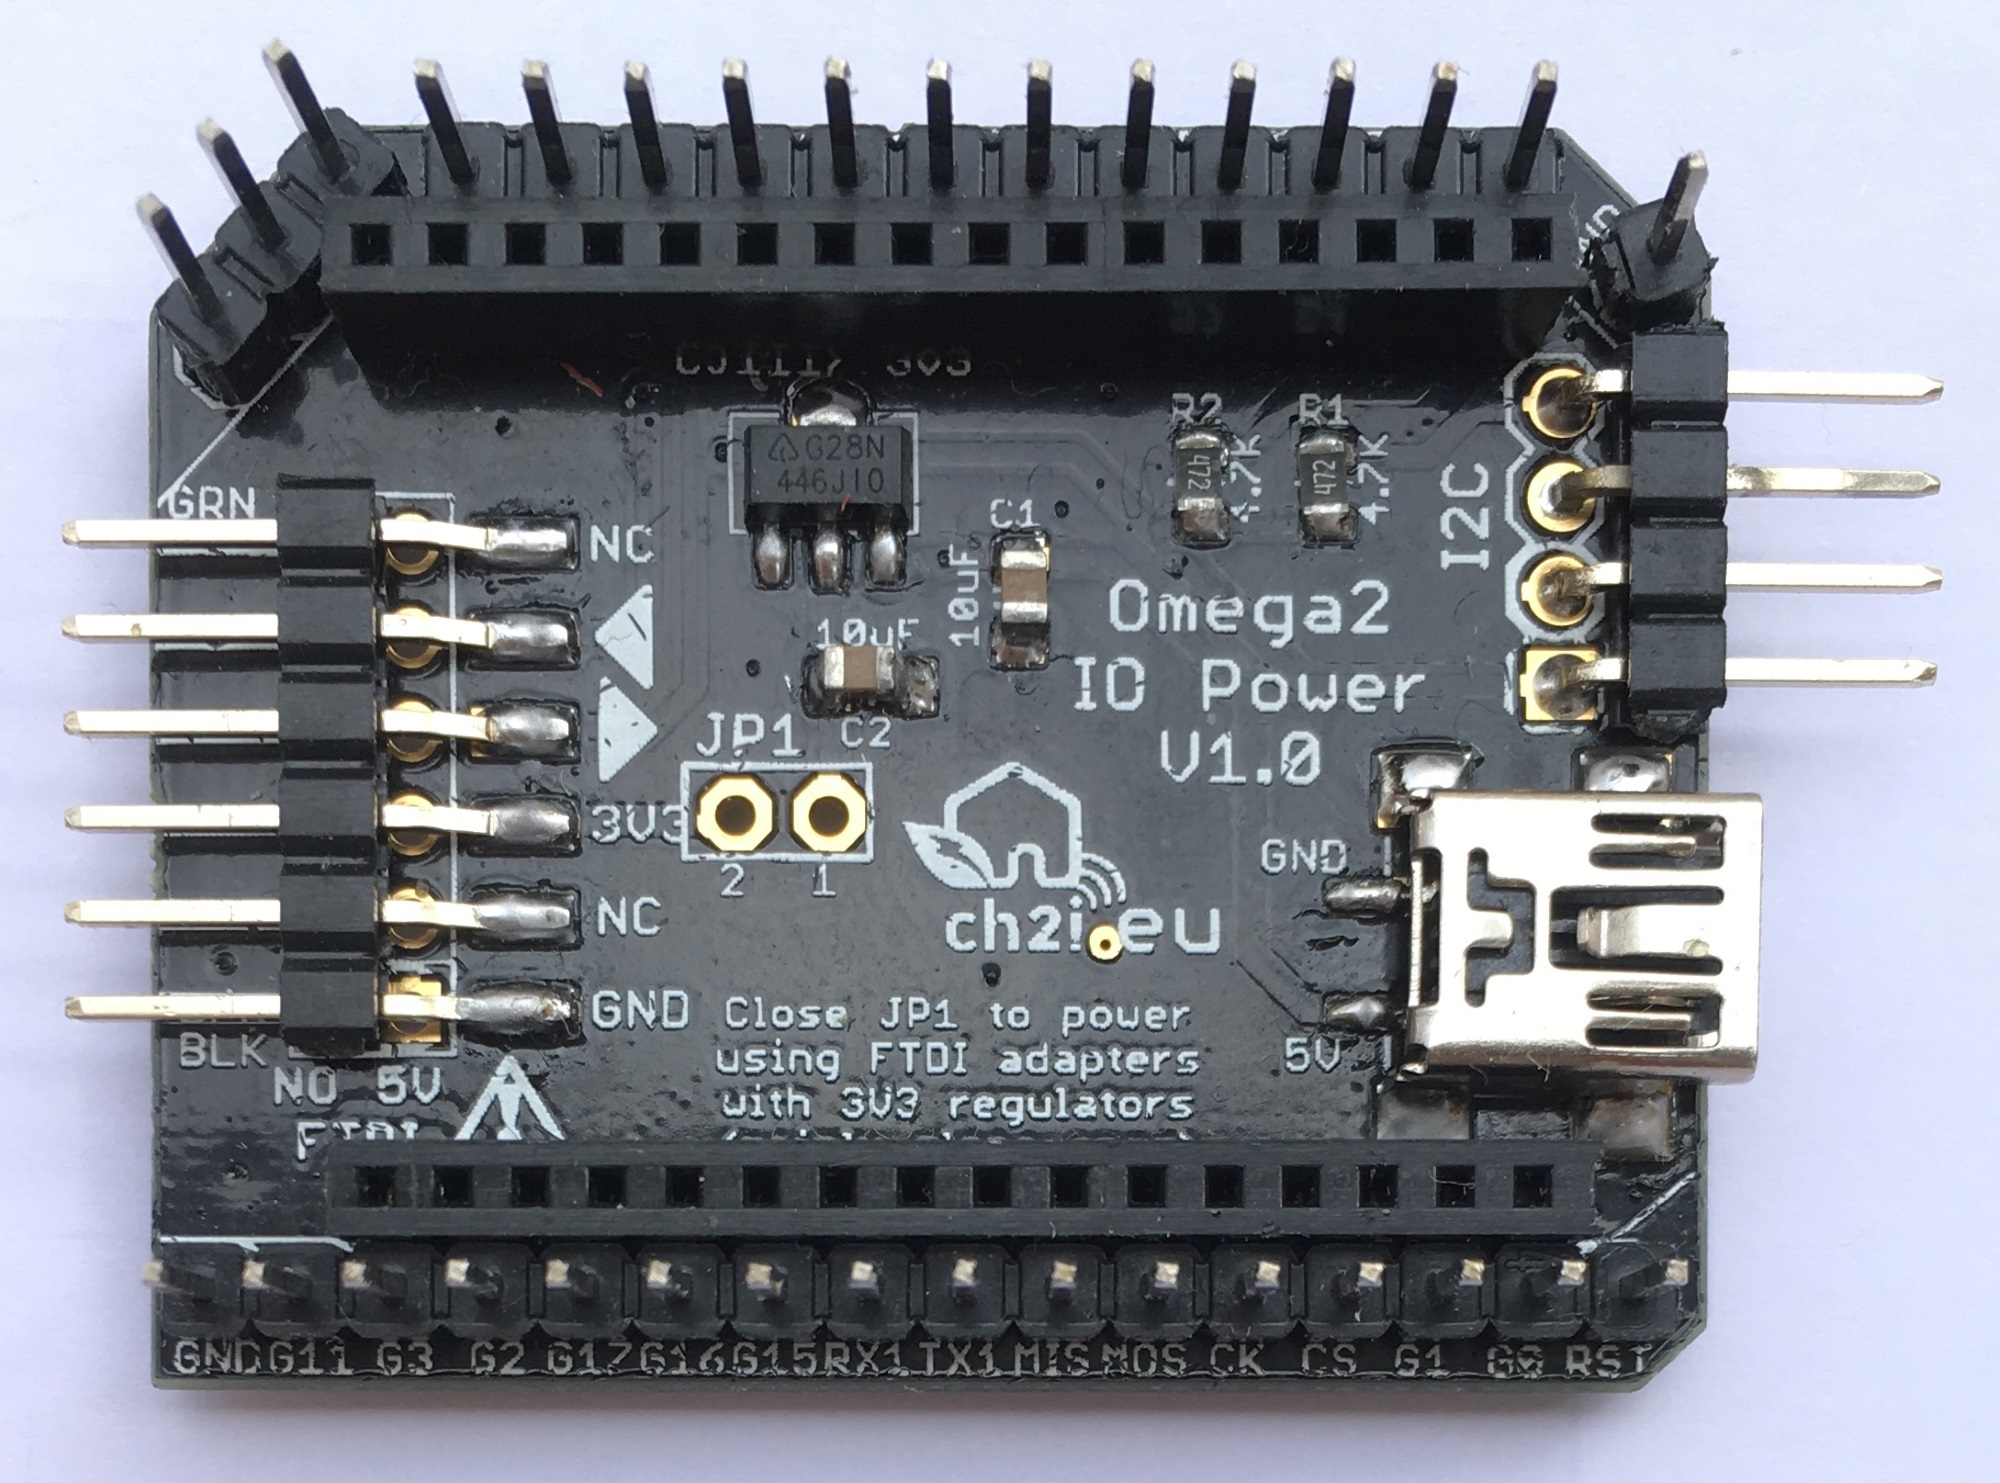 3V3
G28N
446J10
R2
R1
472
472
4.7K
4.7K
I2C
GRN
NC
C1
10uF
10uF
C2
Omega2
IO Power
V1.0
JP1
3V3
2 1
NC
GND
ch2i.eu
GND
5V
BLK
NO 5V
FTDI
Close JP1 to power
using FTDI adapters
with 3V3 regulators
GND G11 G3 G2 G17 G16 G15 RX1 TX1 MIS MOS CK CS G1 G0 RST